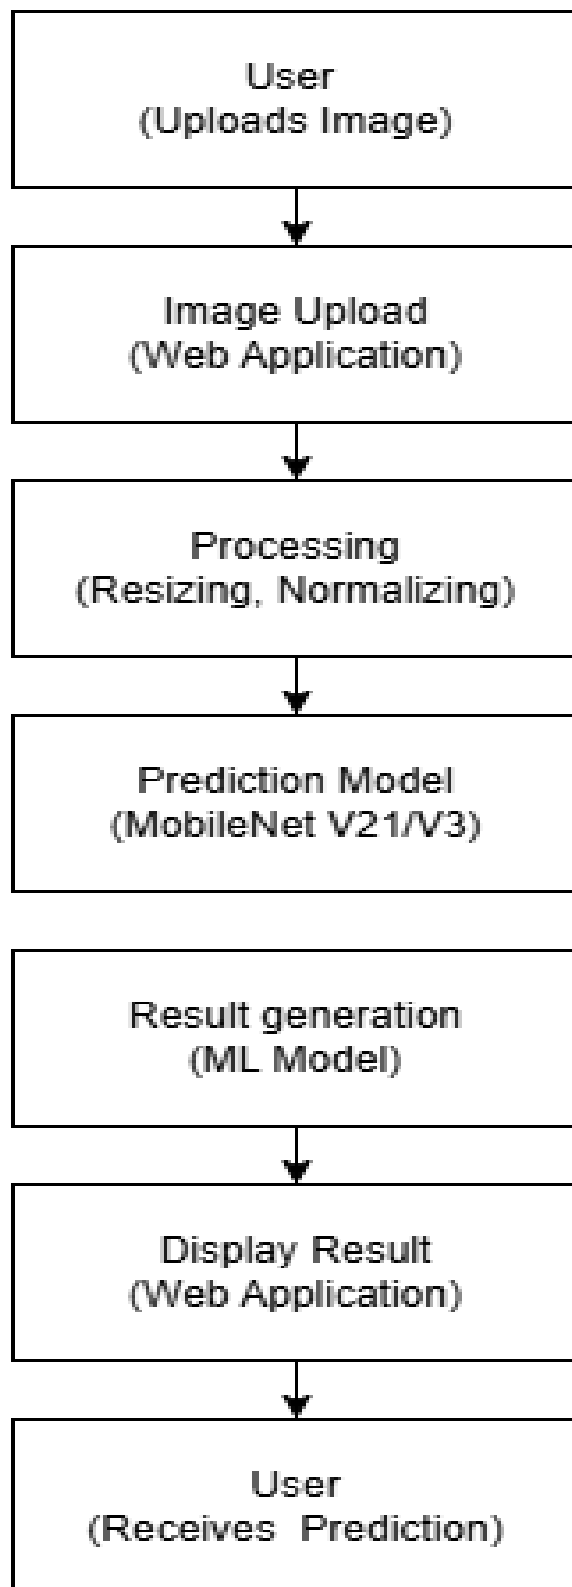 User
(Uploads Image)
Image Upload
(Web Application)
Processing
(Resizing, Normalizing)
Prediction Model
(MobileNet V21/V3)
Result generation
(ML Model)
Display Result
(Web Application)
User
(Receives  Prediction)